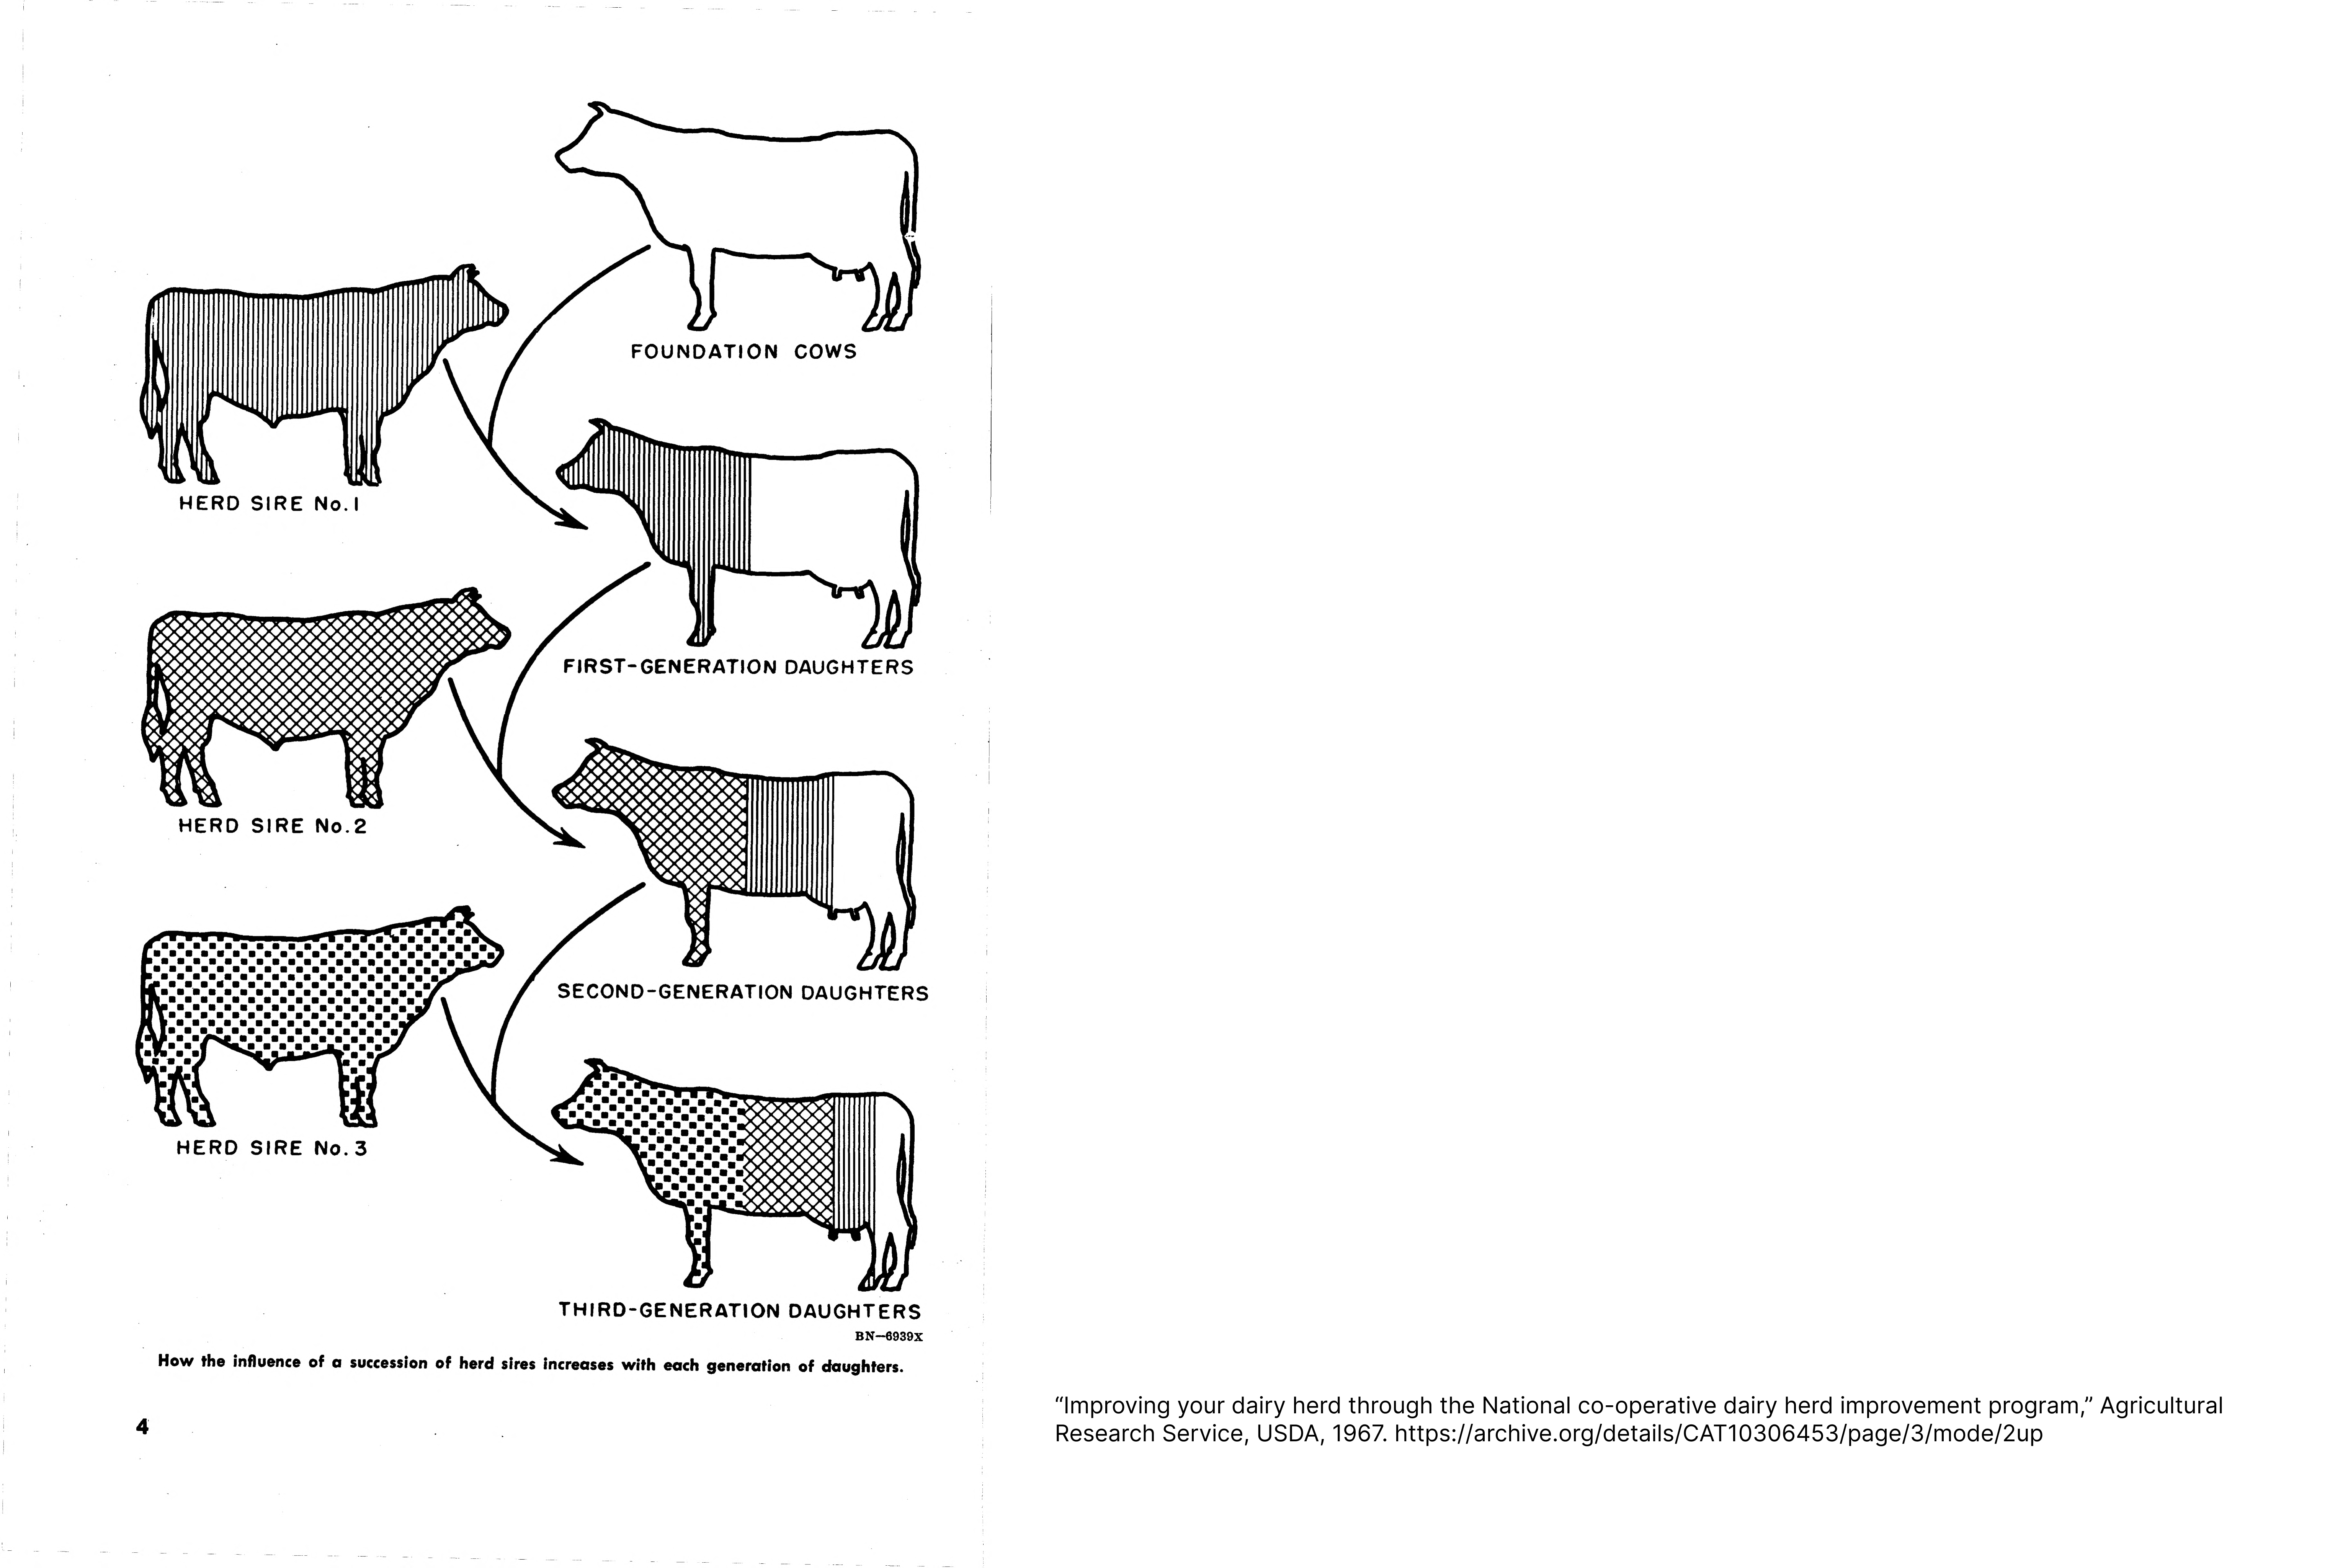 FOUNDATION COWS
HERD SIRE No. 1
FIRST-GENERATION DAUGHTERS
HERD SIRE No. 2
SECOND-GENERATION DAUGHTERS
HERD SIRE No. 3
THIRD-GENERATION DAUGHTERS
BN—6939X
How the influence of a succession of herd sires increases with each generation of daughters.
4
“Improving your dairy herd through the National co-operative dairy herd improvement program,” Agricultural
Research Service, USDA, 1967. https://archive.org/details/CAT10306453/page/3/mode/2up